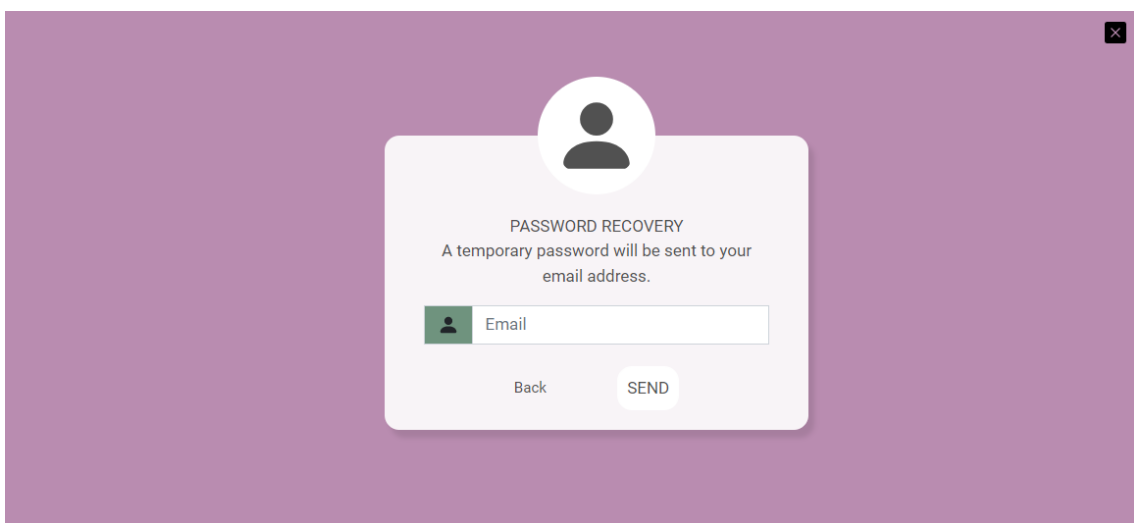 PASSWORD RECOVERY
A temporary password will be sent to your
email address.
Email
Back SEND